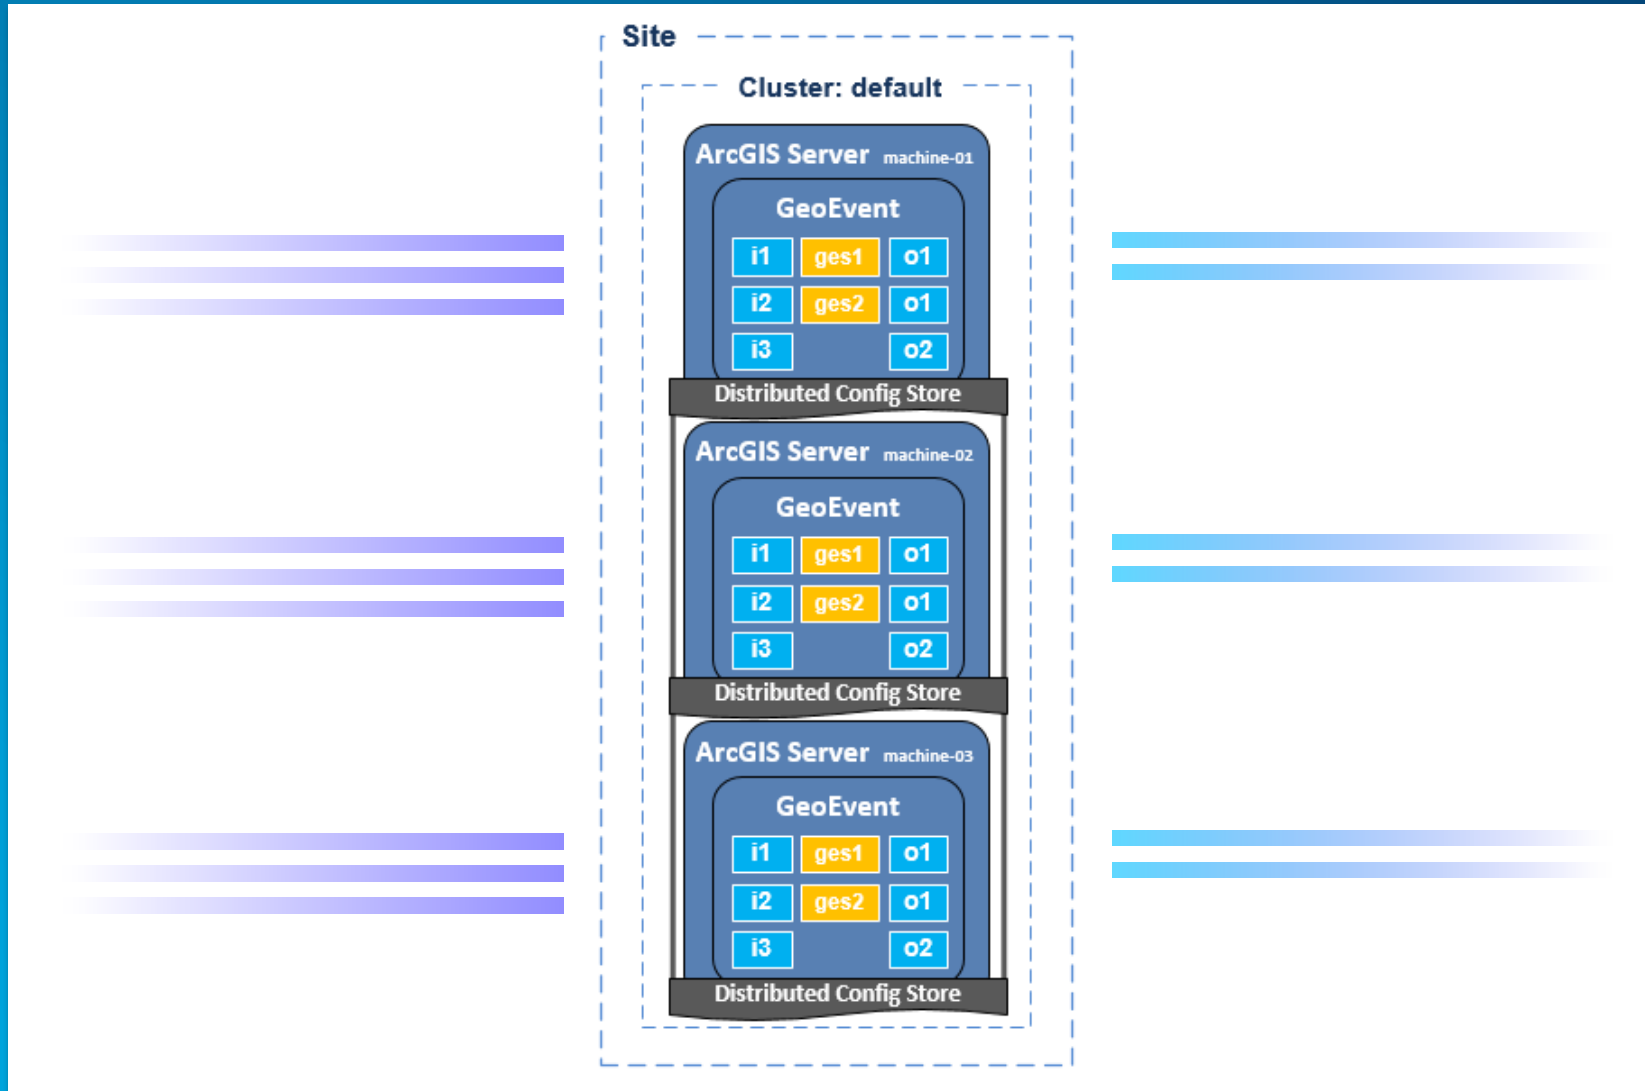 Site
Cluster: default
ArcGIS Server machine-01
GeoEvent
i1 ges1 o1
i2 ges2 o1
i3 o2
Distributed Config Store
ArcGIS Server machine-02
GeoEvent
i1 ges1 o1
i2 ges2 o1
i3 o2
Distributed Config Store
ArcGIS Server machine-03
GeoEvent
i1 ges1 o1
i2 ges2 o1
i3 o2
Distributed Config Store